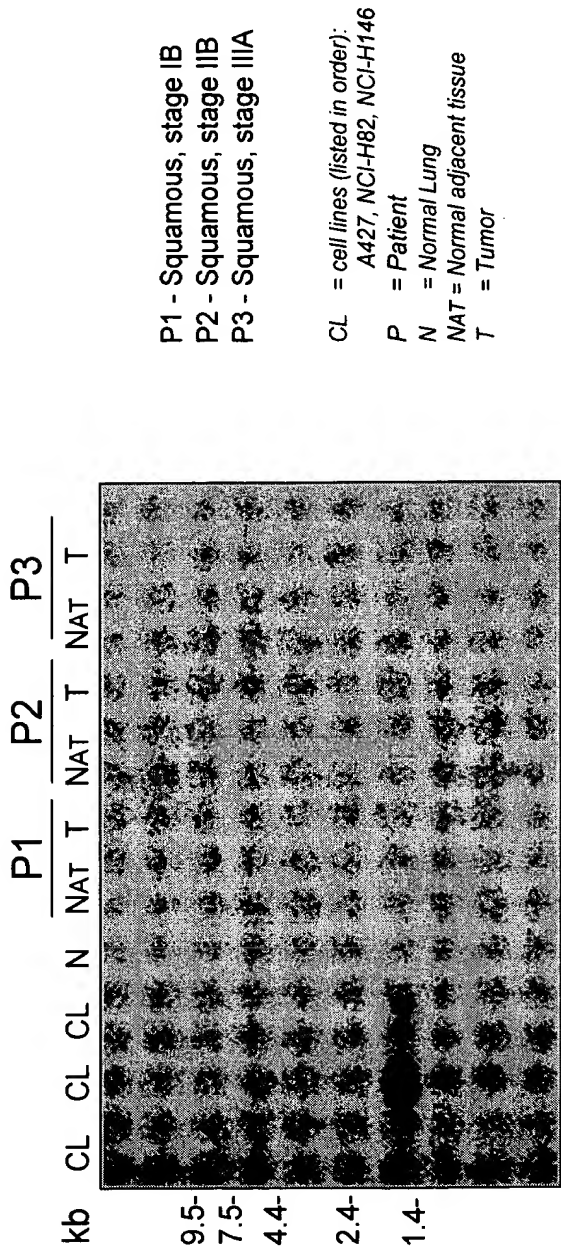 P1 P2 P3
kb CL CL CL N NAT T NAT T NAT T
9.5-
7.5-
4.4-
2.4-
1.4-
P1 - Squamous, stage IB
P2 - Squamous, stage IIB
P3 - Squamous, stage IIIA
CL = cell lines (listed in order):
A427, NCI-H82, NCI-H146
P = Patient
N = Normal Lung
NAT = Normal adjacent tissue
T = Tumor